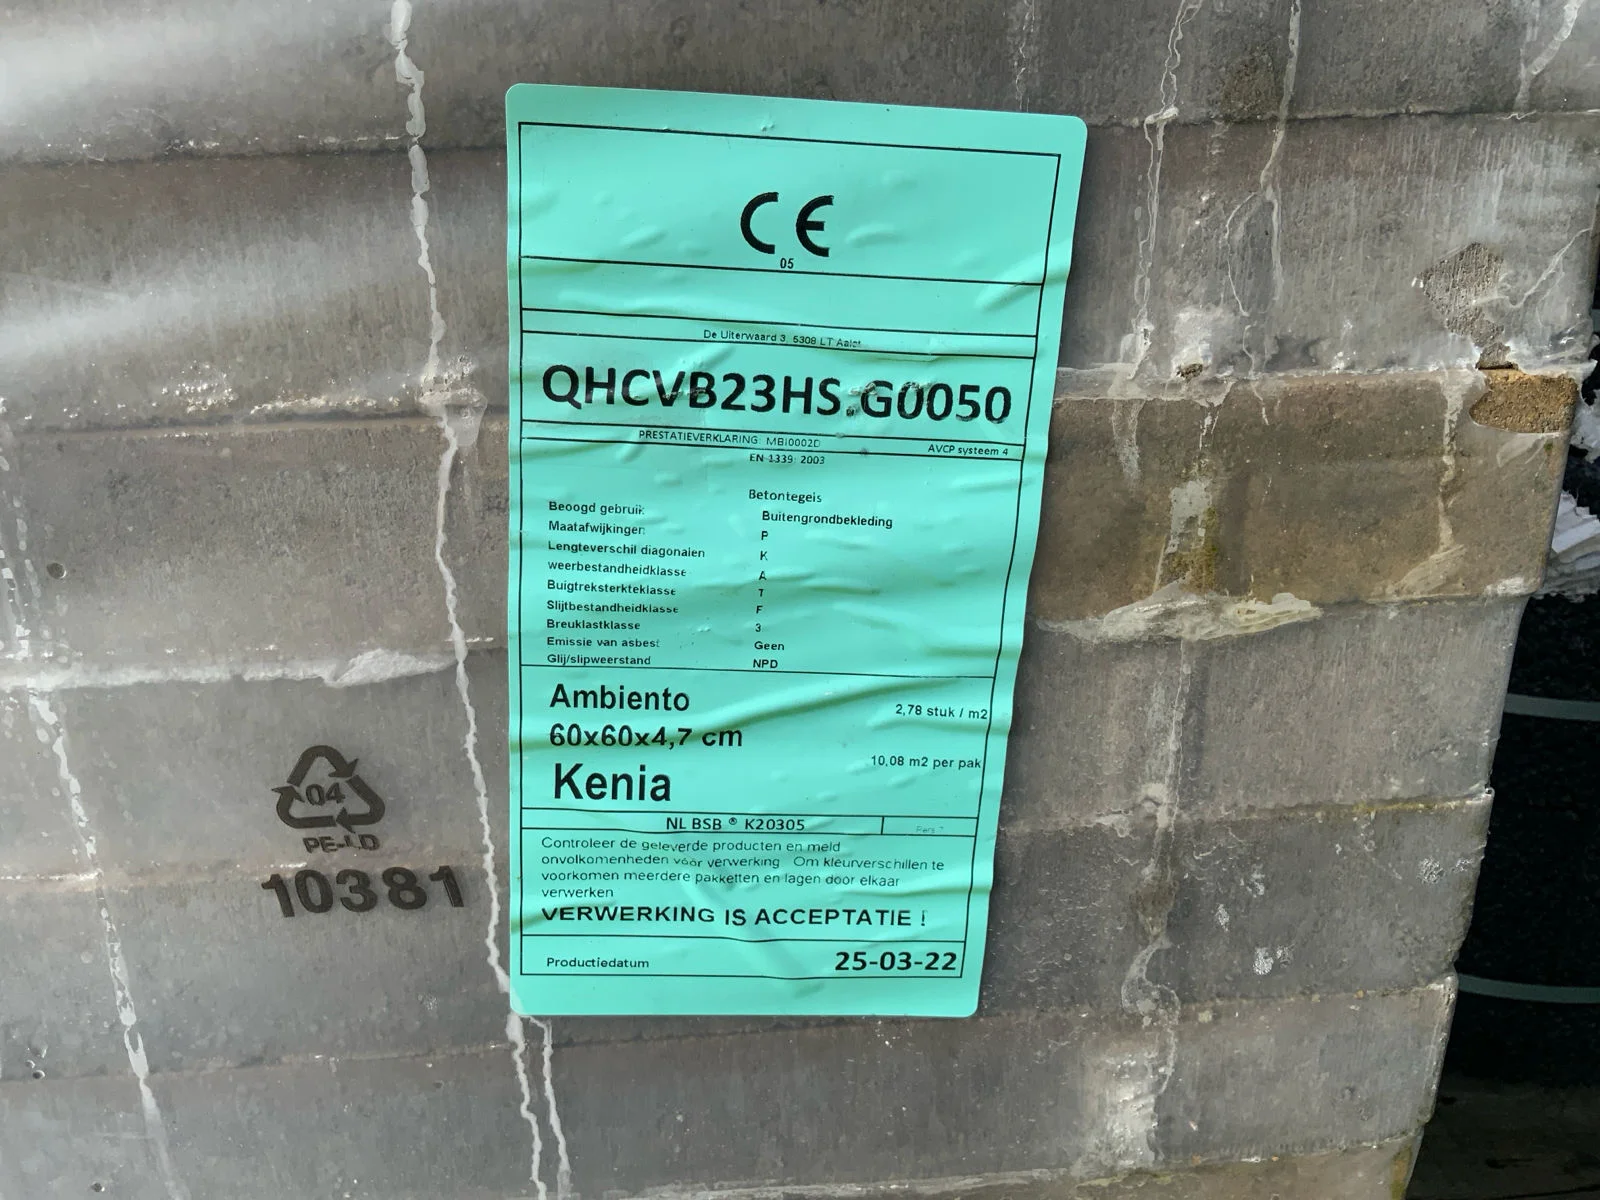 CE
05
De Uiterwaard 3, 5308 LT Aalst
QHCVB23HS.G0050
PRESTATIEVERKLARING: MBI0002D
AVCP systeem 4
EN 1339: 2003
Betontegels
Beoogd gebruik Buitengrondbekleding
Maatafwijkingen P
Lengteverschil diagonalen K
weerbestandheidklasse A
Buigtreksterkteklasse T
Slijtbestandheidklasse F
Breuklastklasse 3
Emissie van asbest Geen
Glij/slipweerstand NPD
Ambiento
2,78 stuk / m2
60x60x4,7 cm
10,08 m2 per pak
Kenia
NL BSB ® K20305
Pers 7
Controleer de geleverde producten en meld
onvolkomenheden vóór verwerking Om kleurverschillen te
voorkomen meerdere pakketten en lagen door elkaar
verwerken
VERWERKING IS ACCEPTATIE !
Productiedatum 25-03-22
04
PE-LD
10381